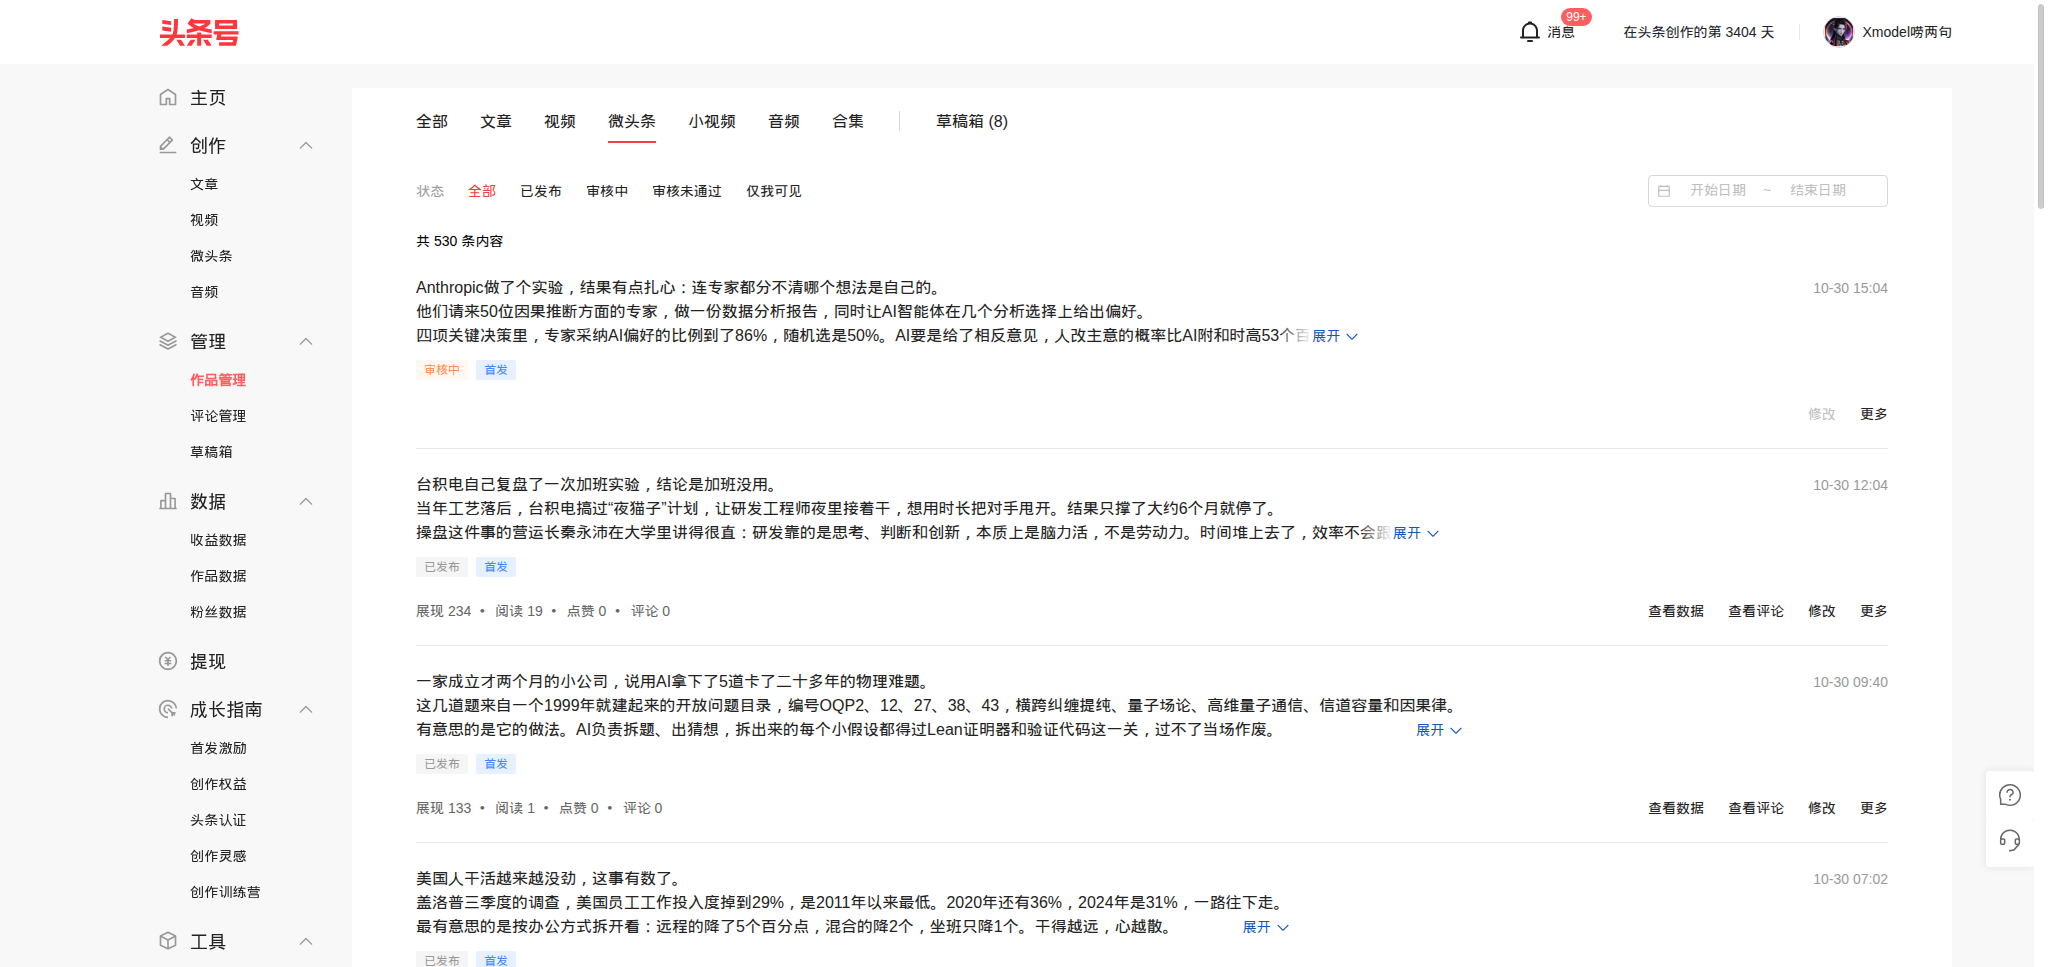 头条号
消息
99+
在头条创作的第 3404 天
Xmodel唠两句
主页
创作
文章
视频
微头条
音频
管理
作品管理
评论管理
草稿箱
数据
收益数据
作品数据
粉丝数据
提现
成长指南
首发激励
创作权益
头条认证
创作灵感
创作训练营
工具
全部 文章 视频 微头条 小视频 音频 合集 草稿箱 (8)
状态 全部 已发布 审核中 审核未通过 仅我可见
开始日期 ~ 结束日期
共 530 条内容
Anthropic做了个实验，结果有点扎心：连专家都分不清哪个想法是自己的。
10-30 15:04
他们请来50位因果推断方面的专家，做一份数据分析报告，同时让AI智能体在几个分析选择上给出偏好。
四项关键决策里，专家采纳AI偏好的比例到了86%，随机选是50%。AI要是给了相反意见，人改主意的概率比AI附和时高53个百 展开
审核中 首发
修改 更多
台积电自己复盘了一次加班实验，结论是加班没用。
10-30 12:04
当年工艺落后，台积电搞过“夜猫子”计划，让研发工程师夜里接着干，想用时长把对手甩开。结果只撑了大约6个月就停了。
操盘这件事的营运长秦永沛在大学里讲得很直：研发靠的是思考、判断和创新，本质上是脑力活，不是劳动力。时间堆上去了，效率不会跟 展开
已发布 首发
展现 234 • 阅读 19 • 点赞 0 • 评论 0
查看数据 查看评论 修改 更多
一家成立才两个月的小公司，说用AI拿下了5道卡了二十多年的物理难题。
10-30 09:40
这几道题来自一个1999年就建起来的开放问题目录，编号OQP2、12、27、38、43，横跨纠缠提纯、量子场论、高维量子通信、信道容量和因果律。
有意思的是它的做法。AI负责拆题、出猜想，拆出来的每个小假设都得过Lean证明器和验证代码这一关，过不了当场作废。 展开
已发布 首发
展现 133 • 阅读 1 • 点赞 0 • 评论 0
查看数据 查看评论 修改 更多
美国人干活越来越没劲，这事有数了。
10-30 07:02
盖洛普三季度的调查，美国员工工作投入度掉到29%，是2011年以来最低。2020年还有36%，2024年是31%，一路往下走。
最有意思的是按办公方式拆开看：远程的降了5个百分点，混合的降2个，坐班只降1个。干得越远，心越散。 展开
已发布 首发